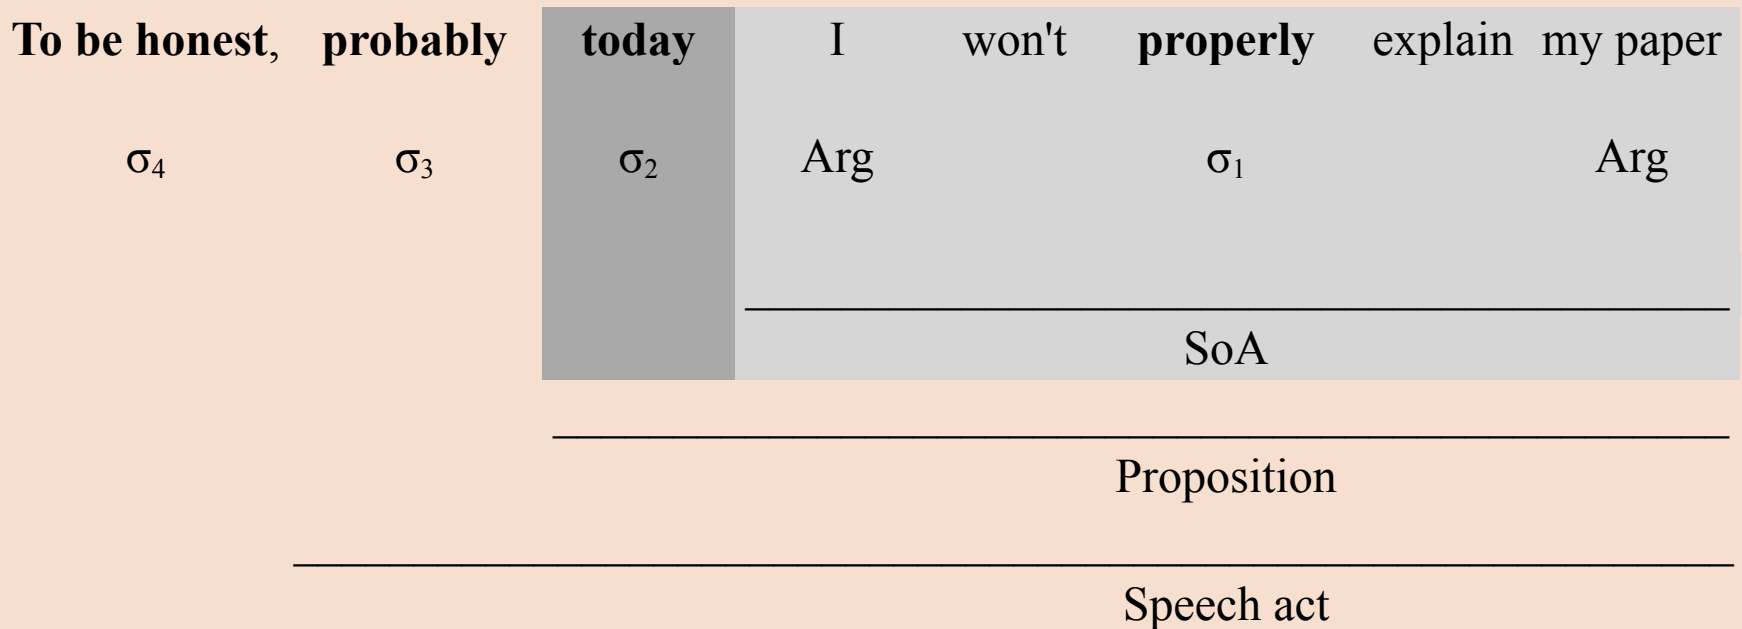 To be honest, probably today I won't properly explain my paper
σ₄ σ₃ σ₂ Arg σ₁ Arg
SoA
Proposition
Speech act